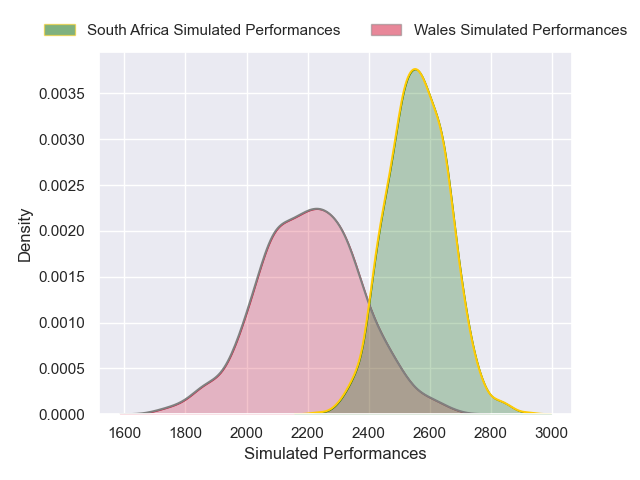 South Africa Simulated Performances
Wales Simulated Performances
0.0035
0.0030
0.0025
0.0020
0.0015
0.0010
0.0005
0.0000
Density
1600 1800 2000 2200 2400 2600 2800 3000
Simulated Performances